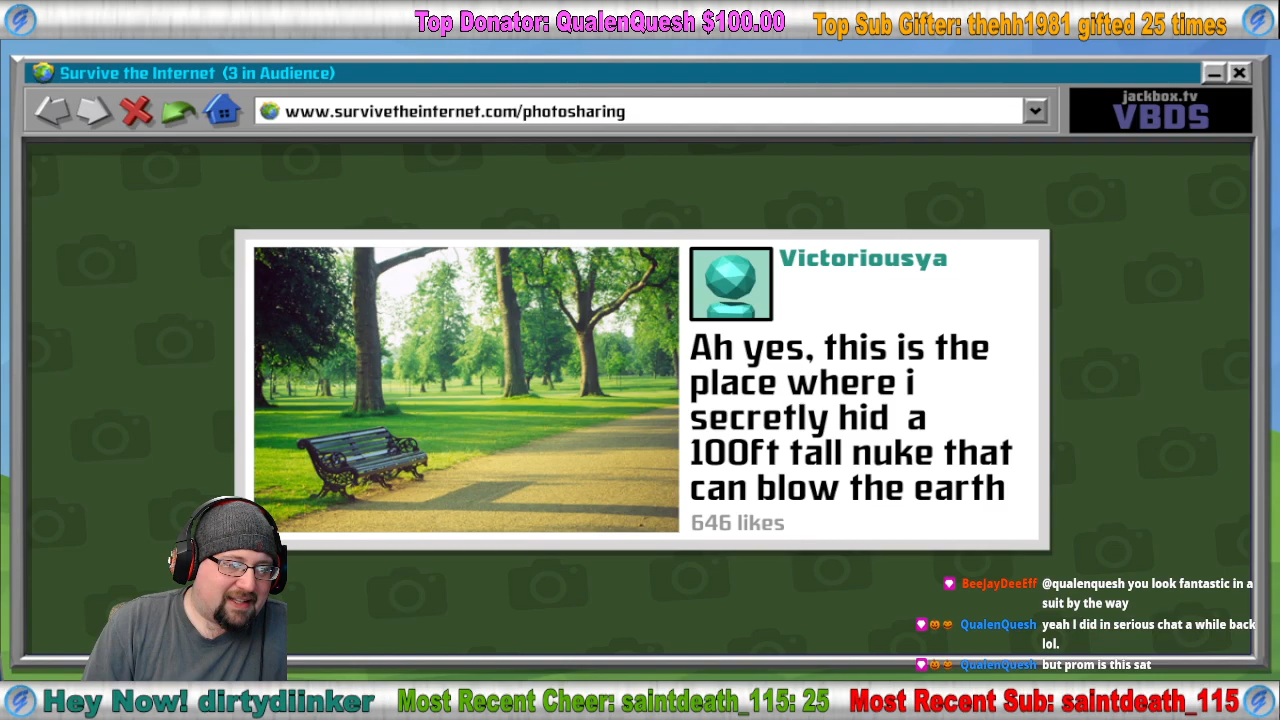 Top Donator: QualenQuesh $100.00
Top Sub Gifter: thehh1981 gifted 25 times
Survive the Internet (3 in Audience)
www.survivetheinternet.com/photosharing
jackbox.tv
VBDS
Victoriousya
Ah yes, this is the
place where i
secretly hid a
100ft tall nuke that
can blow the earth
646 likes
BeeJayDeeEff @qualenquesh you look fantastic in a
suit by the way
QualenQuesh yeah I did in serious chat a while back
lol.
QualenQuesh but prom is this sat
Hey Now! dirtydiinker
Most Recent Cheer: saintdeath_115: 25
Most Recent Sub: saintdeath_115